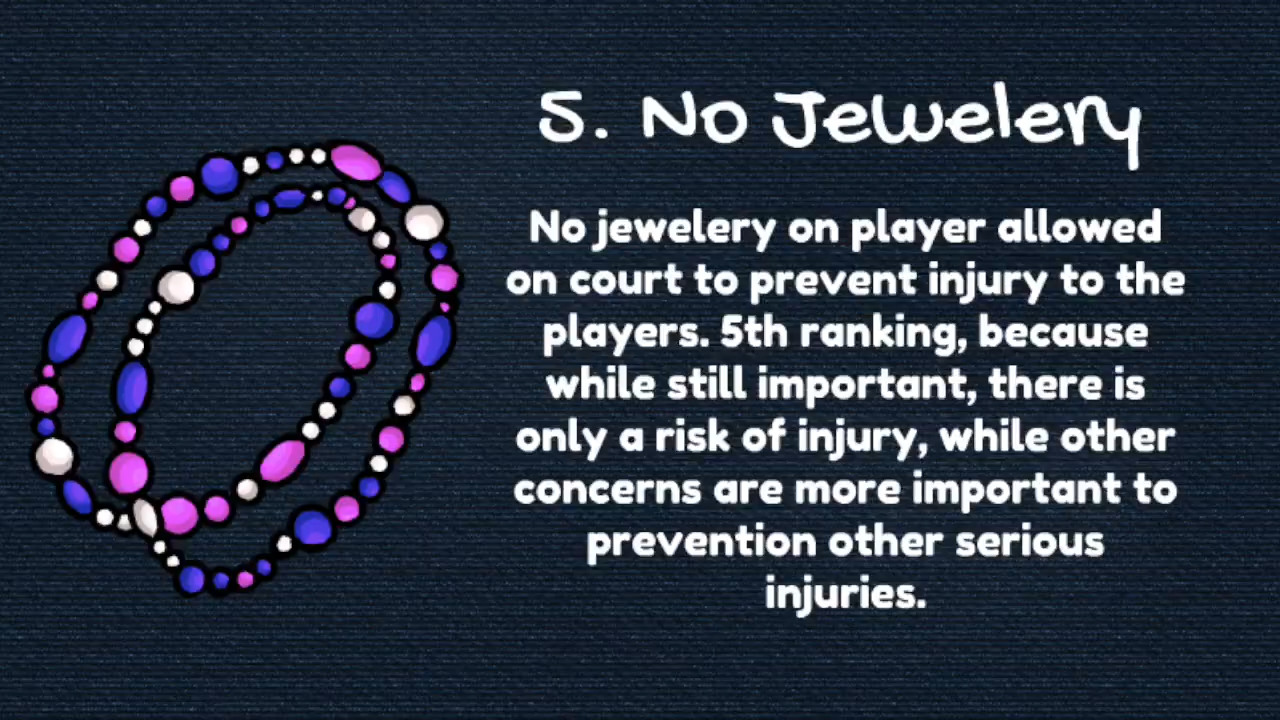 5. No Jewelery
No jewelery on player allowed
on court to prevent injury to the
players. 5th ranking, because
while still important, there is
only a risk of injury, while other
concerns are more important to
prevention other serious
injuries.